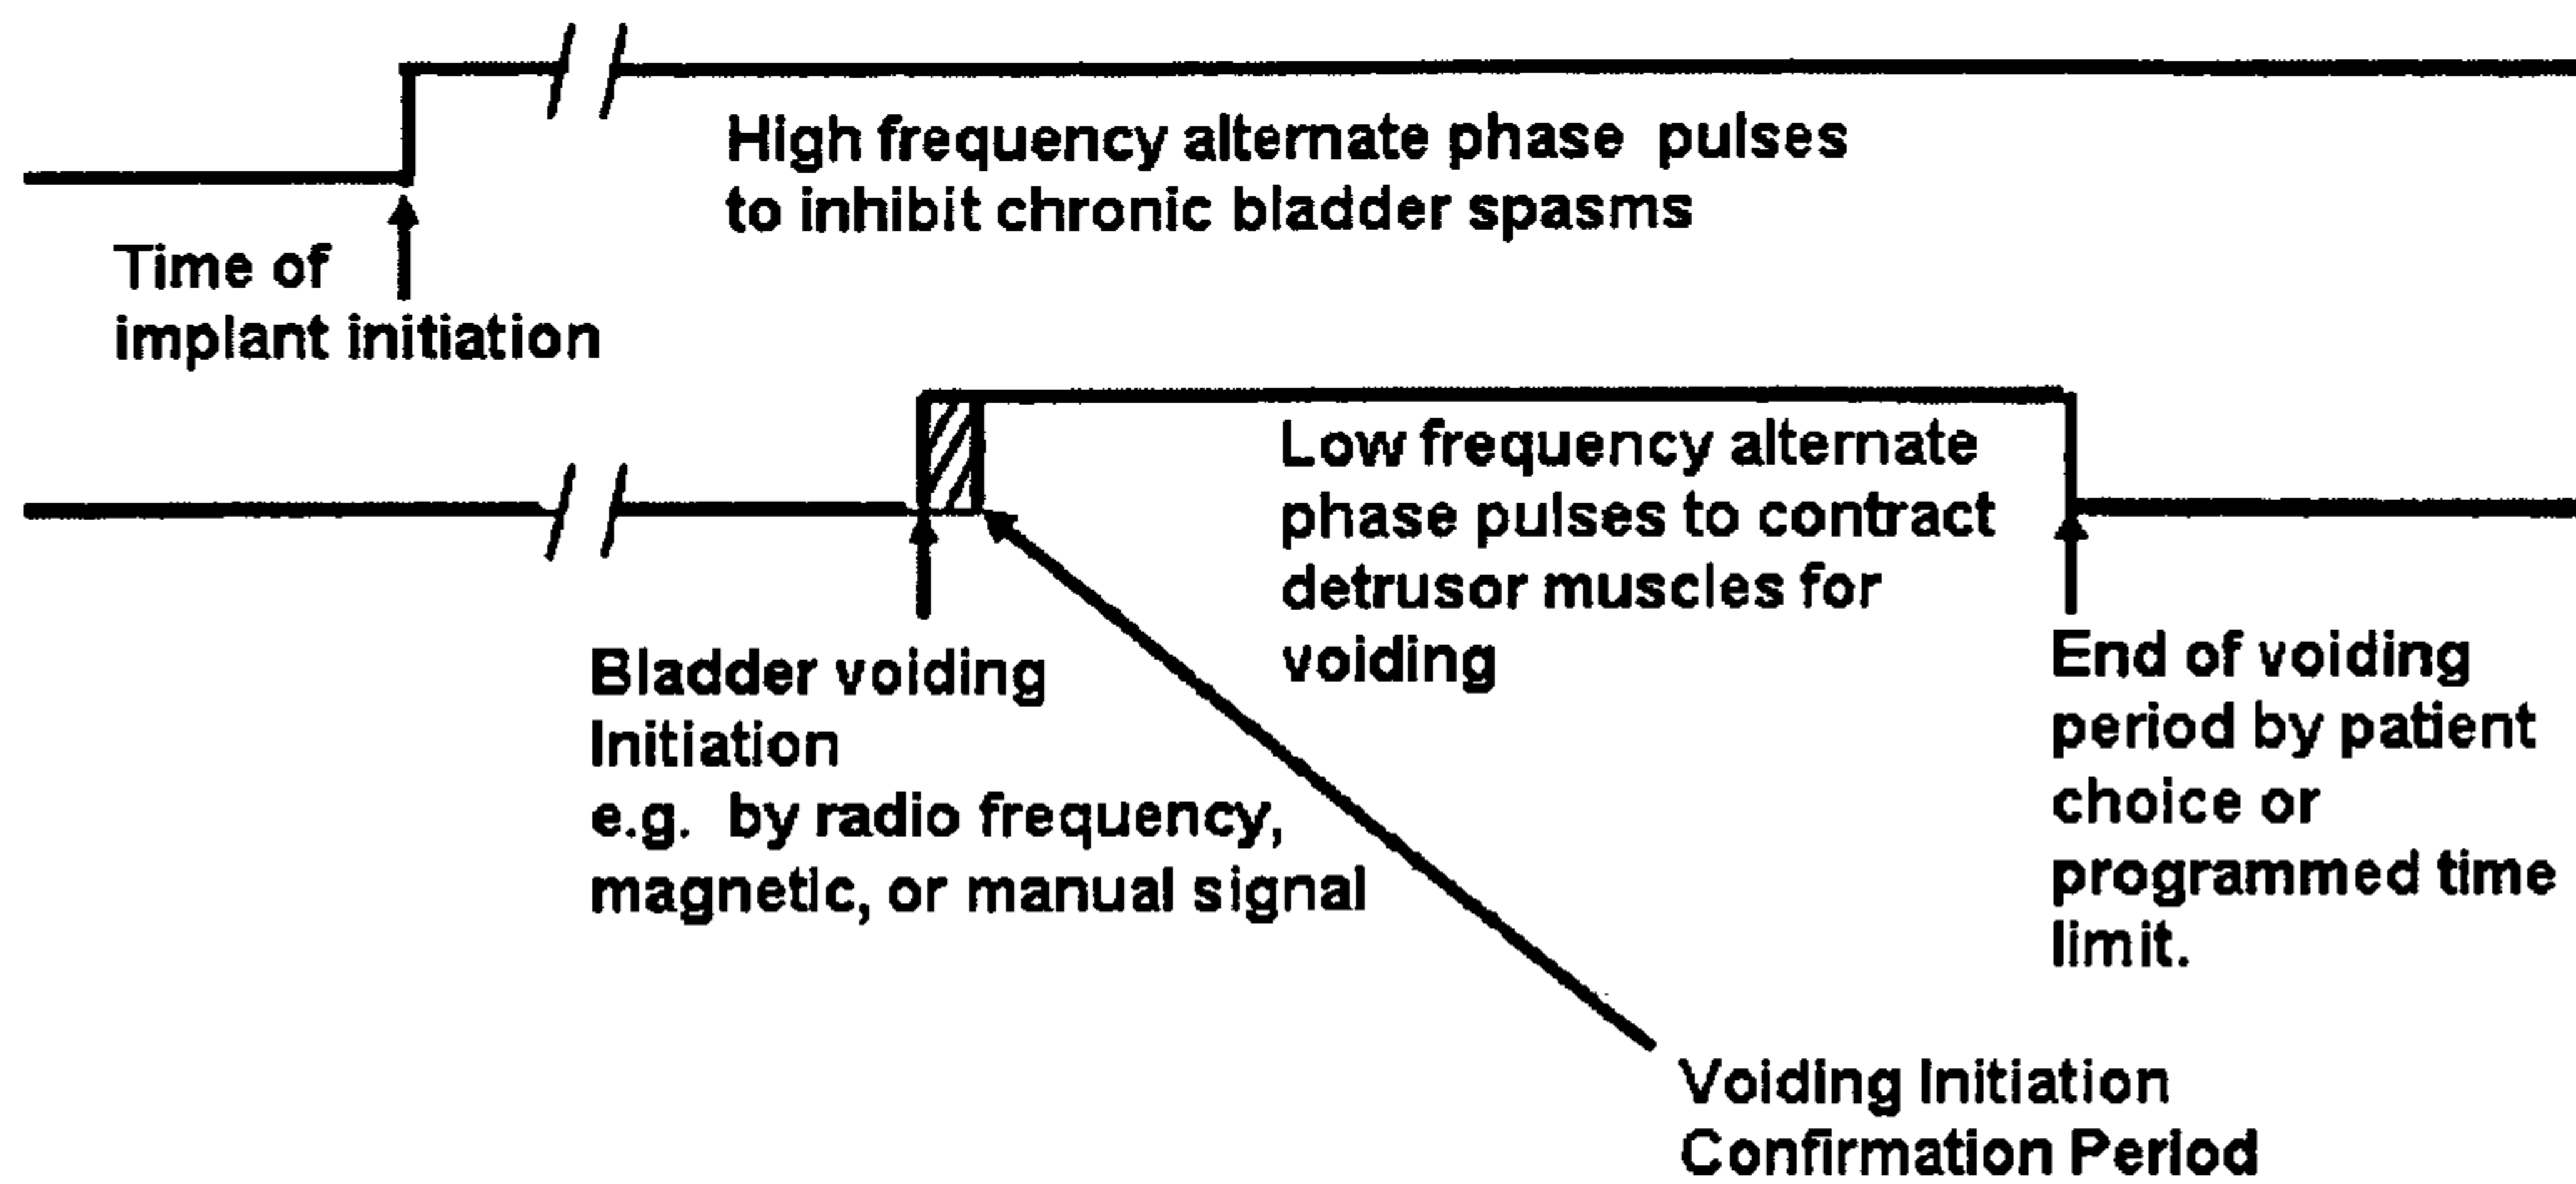 High frequency alternate phase pulses
to inhibit chronic bladder spasms
Time of
implant initiation
Low frequency alternate
phase pulses to contract
detrusor muscles for
voiding
Bladder voiding
Initiation
e.g. by radio frequency,
magnetic, or manual signal
End of voiding
period by patient
choice or
programmed time
limit.
Voiding Initiation
Confirmation Period